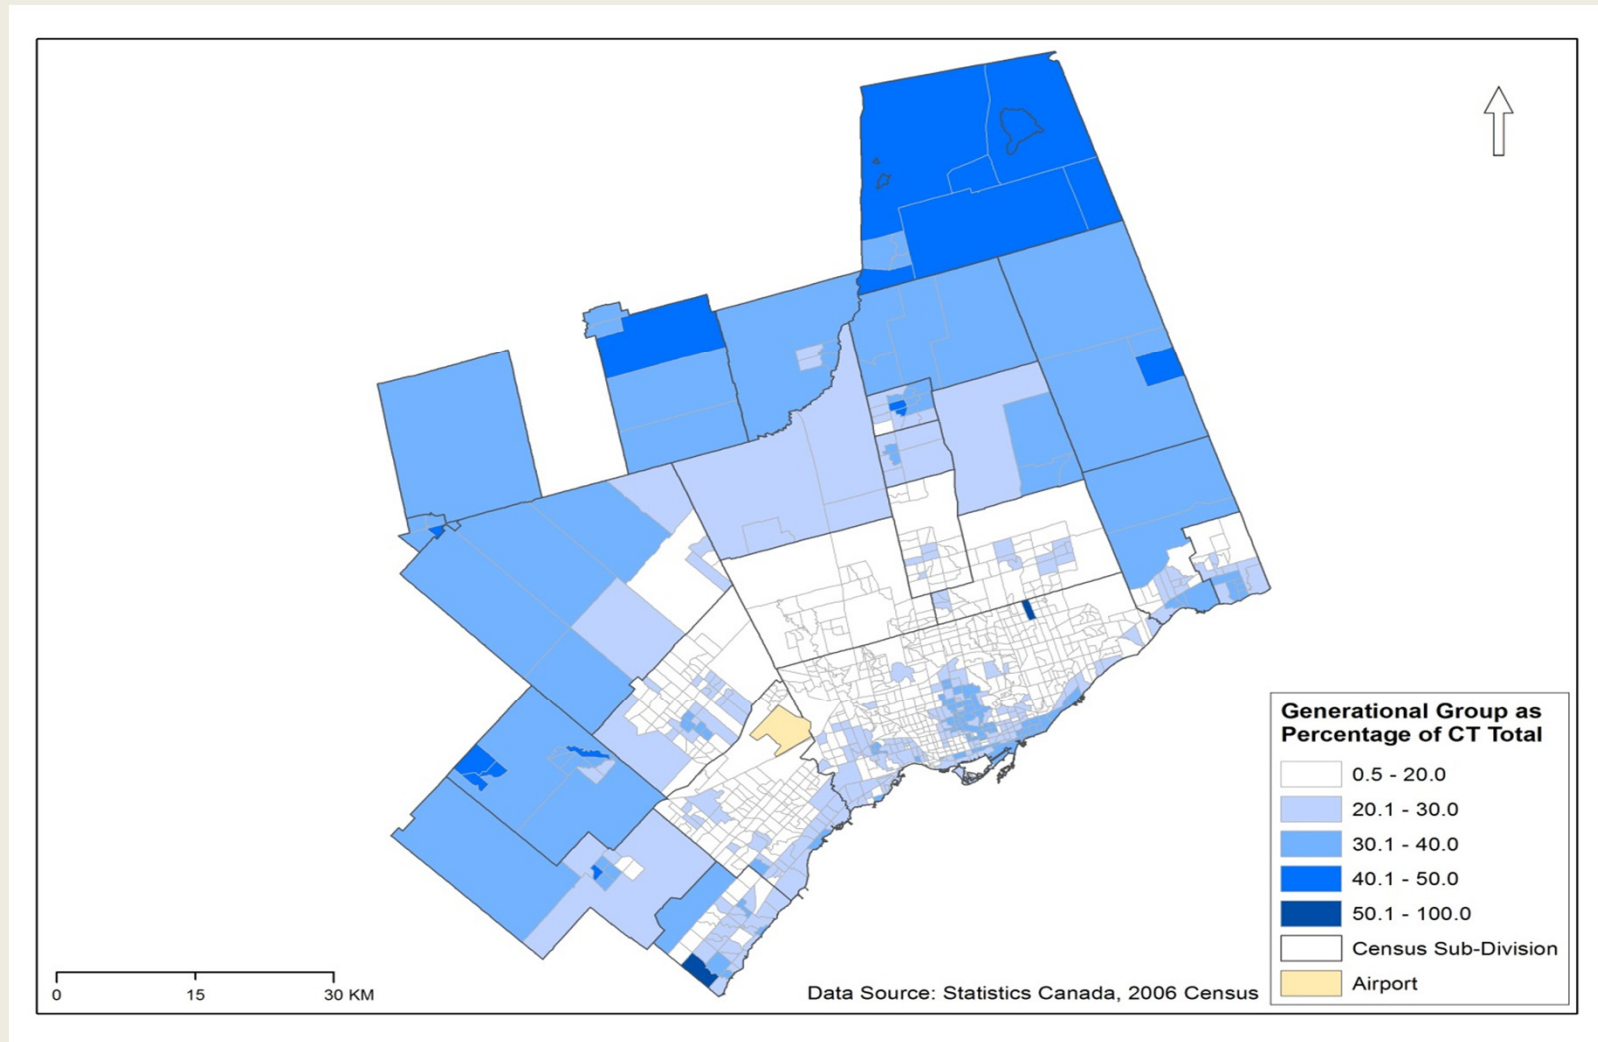 Generational Group as
Percentage of CT Total
0.5 - 20.0
20.1 - 30.0
30.1 - 40.0
40.1 - 50.0
50.1 - 100.0
Census Sub-Division
Airport
0 15 30 KM
Data Source: Statistics Canada, 2006 Census